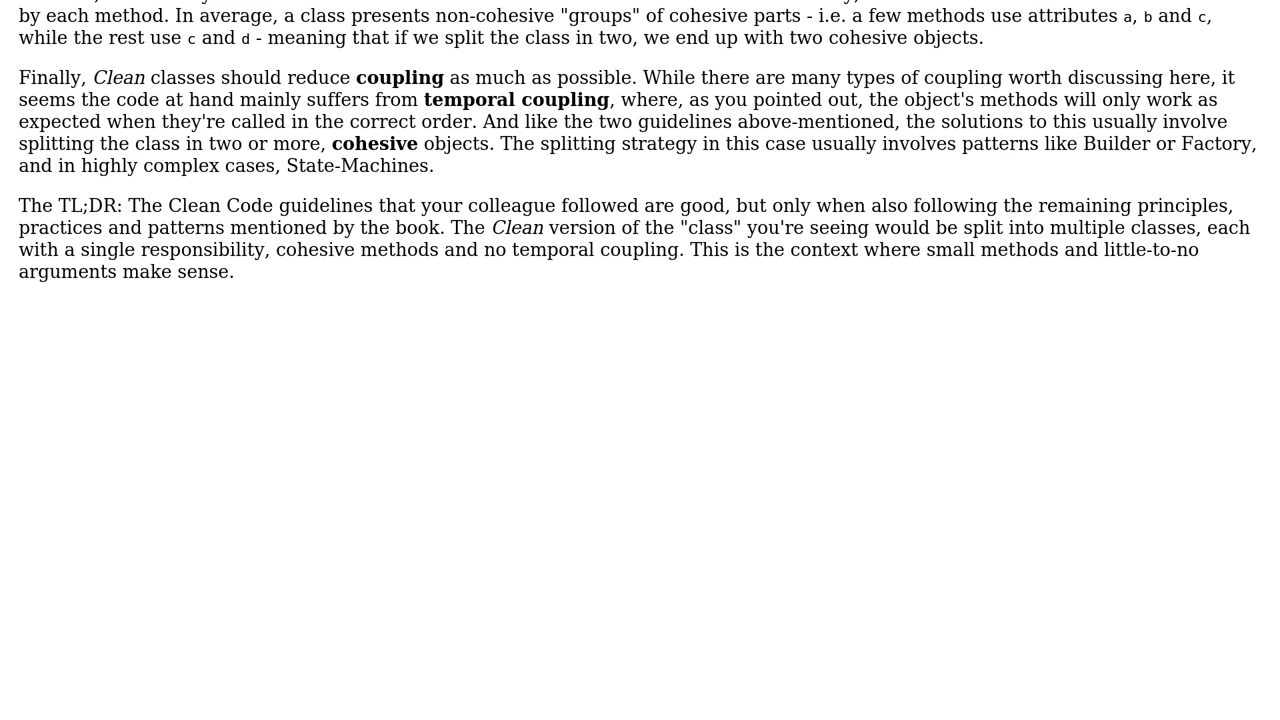 by each method. In average, a class presents non-cohesive "groups" of cohesive parts - i.e. a few methods use attributes a, b and c,
while the rest use c and d - meaning that if we split the class in two, we end up with two cohesive objects.
Finally, Clean classes should reduce coupling as much as possible. While there are many types of coupling worth discussing here, it
seems the code at hand mainly suffers from temporal coupling, where, as you pointed out, the object's methods will only work as
expected when they're called in the correct order. And like the two guidelines above-mentioned, the solutions to this usually involve
splitting the class in two or more, cohesive objects. The splitting strategy in this case usually involves patterns like Builder or Factory,
and in highly complex cases, State-Machines.
The TL;DR: The Clean Code guidelines that your colleague followed are good, but only when also following the remaining principles,
practices and patterns mentioned by the book. The Clean version of the "class" you're seeing would be split into multiple classes, each
with a single responsibility, cohesive methods and no temporal coupling. This is the context where small methods and little-to-no
arguments make sense.